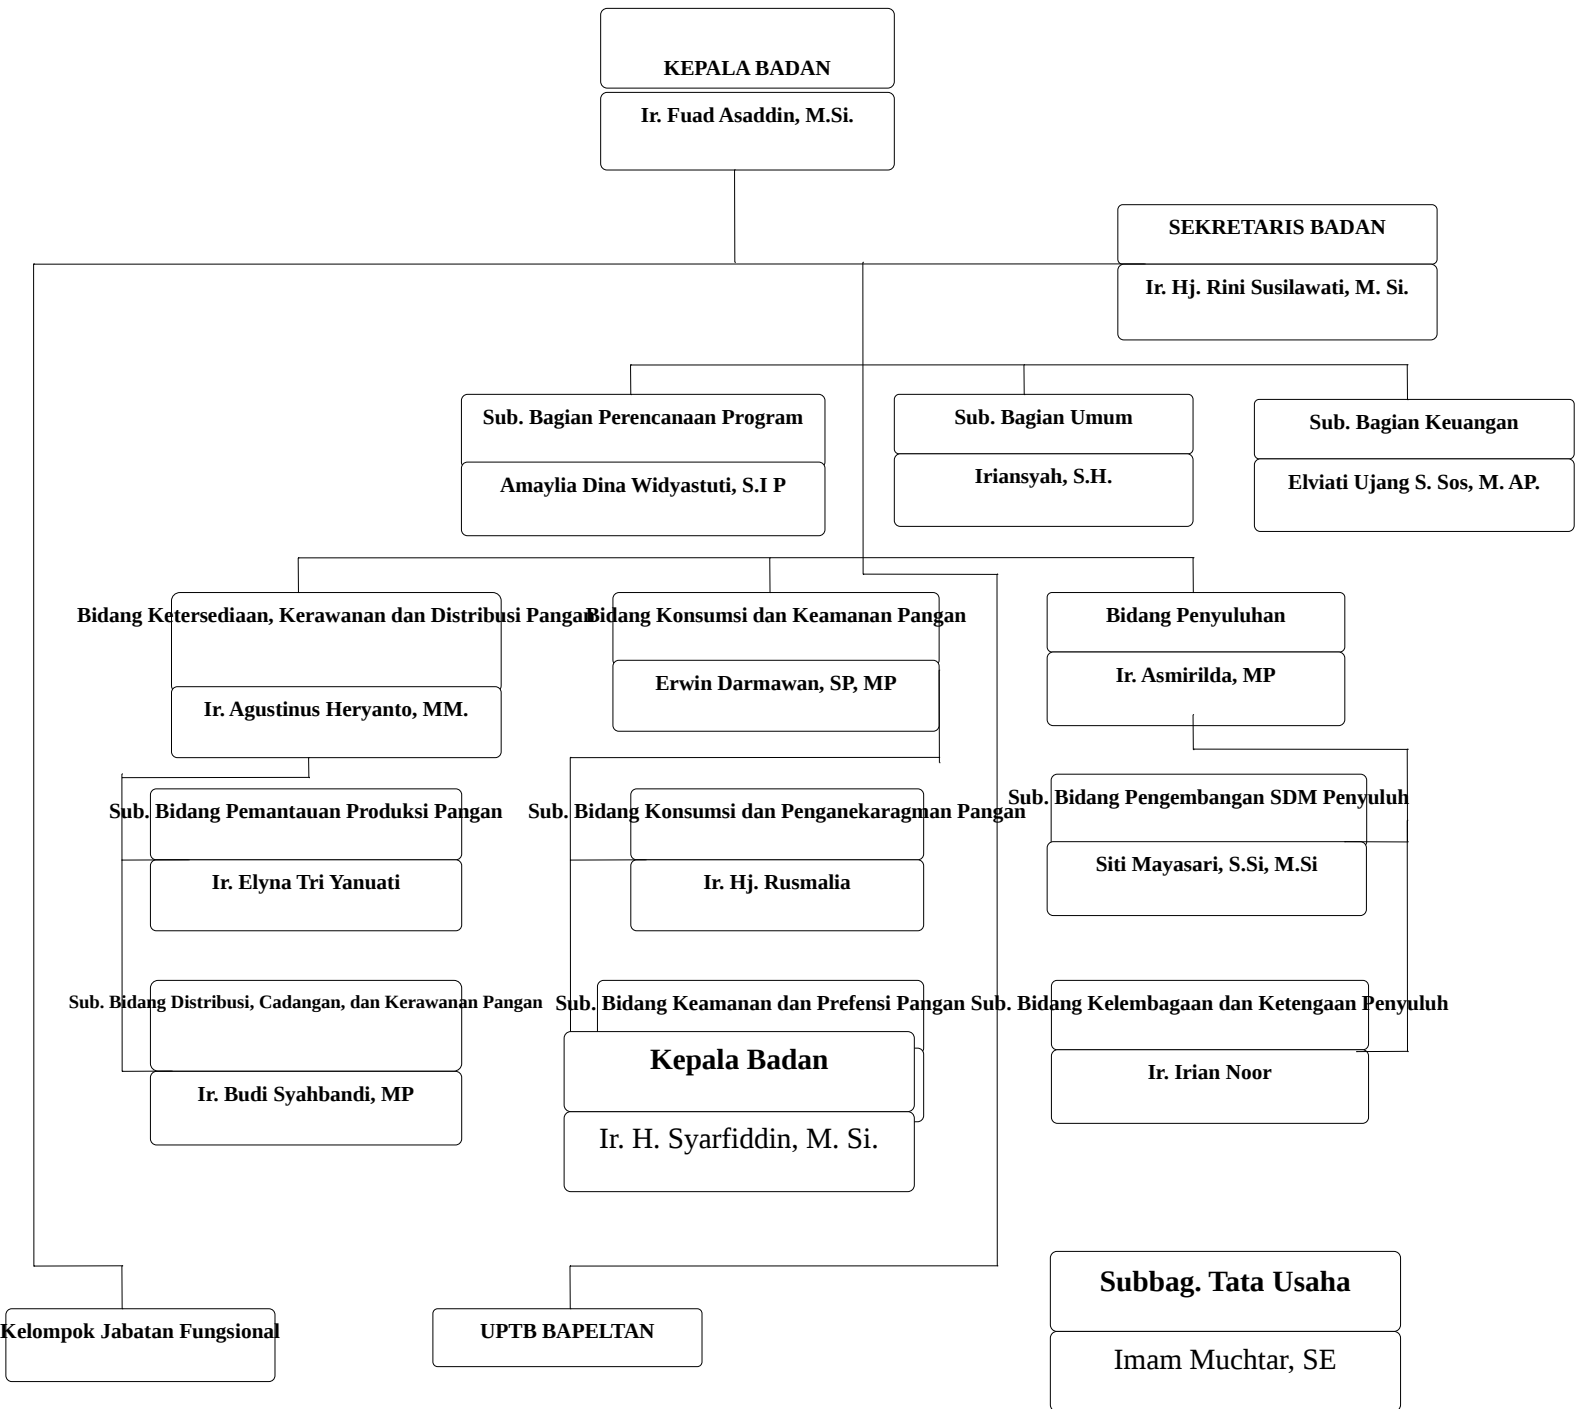 KEPALA BADAN
Ir. Fuad Asaddin, M.Si.
SEKRETARIS BADAN
Ir. Hj. Rini Susilawati, M. Si.
Sub. Bagian Perencanaan Program
Amaylia Dina Widyastuti, S.I P
Sub. Bagian Umum
Iriansyah, S.H.
Sub. Bagian Keuangan
Elviati Ujang S. Sos, M. AP.
Bidang Ketersediaan, Kerawanan dan Distribusi Pangan
Ir. Agustinus Heryanto, MM.
Bidang Konsumsi dan Keamanan Pangan
Erwin Darmawan, SP, MP
Bidang Penyuluhan
Ir. Asmirilda, MP
Sub. Bidang Pemantauan Produksi Pangan
Ir. Elyna Tri Yanuati
Sub. Bidang Konsumsi dan Penganekaragman Pangan
Ir. Hj. Rusmalia
Sub. Bidang Pengembangan SDM Penyuluh
Siti Mayasari, S.Si, M.Si
Sub. Bidang Distribusi, Cadangan, dan Kerawanan Pangan
Ir. Budi Syahbandi, MP
Sub. Bidang Keamanan dan Prefensi Pangan
Kepala Badan
Ir. H. Syarfiddin, M. Si.
Sub. Bidang Kelembagaan dan Ketengaan Penyuluh
Ir. Irian Noor
Kelompok Jabatan Fungsional
UPTB BAPELTAN
Subbag. Tata Usaha
Imam Muchtar, SE